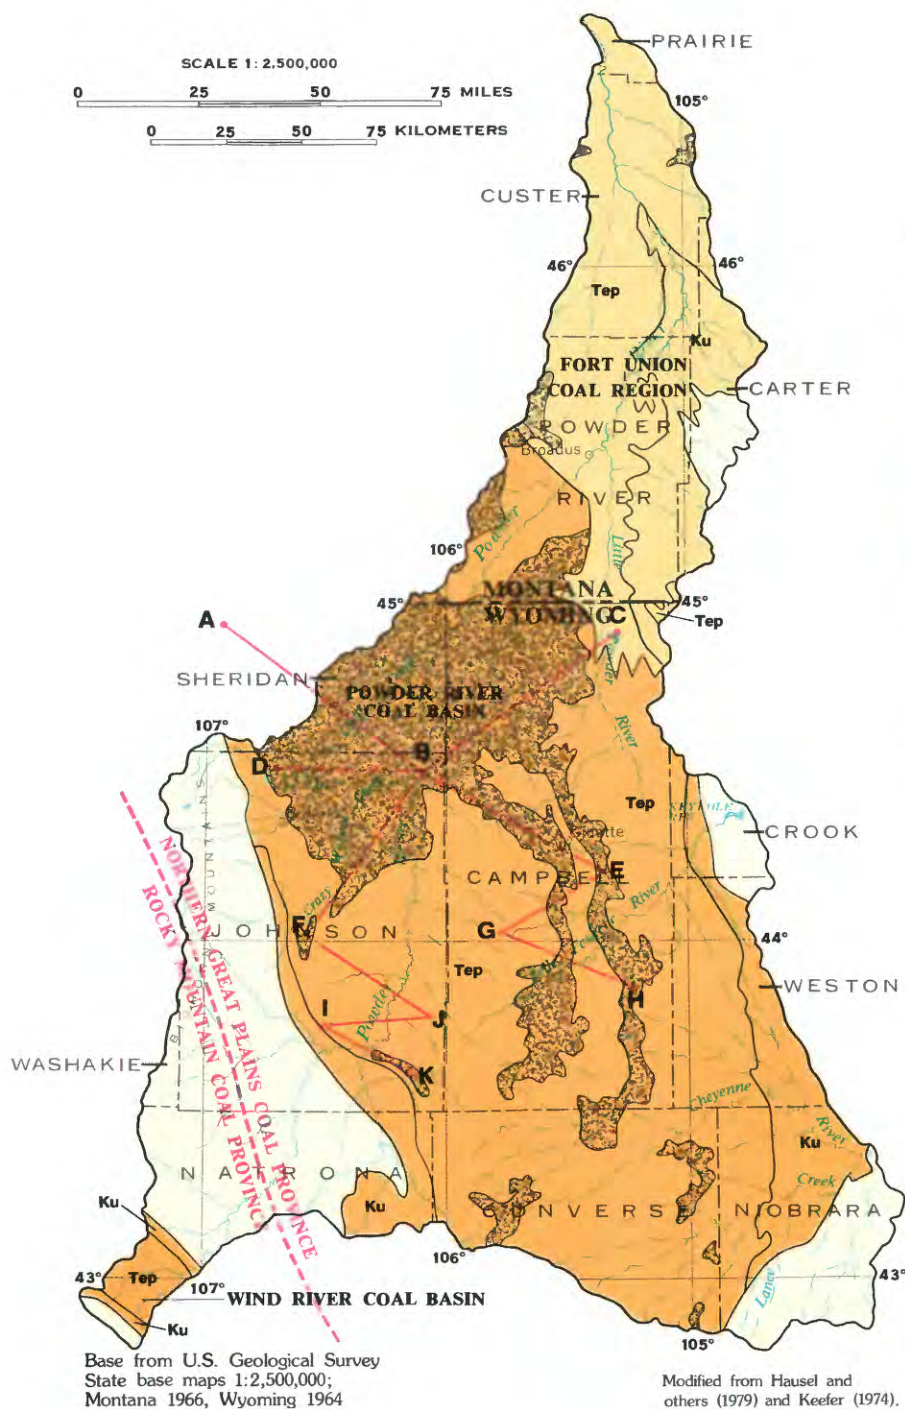 PRAIRIE
SCALE 1:2,500,000
0 25 50 75 MILES
0 25 50 75 KILOMETERS
105°
CUSTER
46°
46°
Tep
Ku
FORT UNION
COAL REGION
CARTER
POWDER
Broadus
RIVER
Powder
Little
106°
MONTANA
45°
45°
WYOMING
A
C
Tep
Powder
SHERIDAN
POWDER RIVER
COAL BASIN
River
107°
B
D
Tep
CROOK
MOUNTAINS
E
CAMPBELL
River
Crazy
F
G
JOHNSON
44°
Tep
WESTON
H
I
J
Powder
K
WASHAKIE
NORTHERN GREAT PLAINS COAL PROVINCE
ROCKY MOUNTAIN COAL PROVINCE
Cheyenne
River
Ku
NATRONA
Creek
Ku
Ku
CONVERSE
NIOBRARA
106°
43°
Tep
107°
43°
Lance
WIND RIVER COAL BASIN
Ku
105°
Base from U.S. Geological Survey
State base maps 1:2,500,000;
Montana 1966, Wyoming 1964
Modified from Hausel and
others (1979) and Keefer (1974).